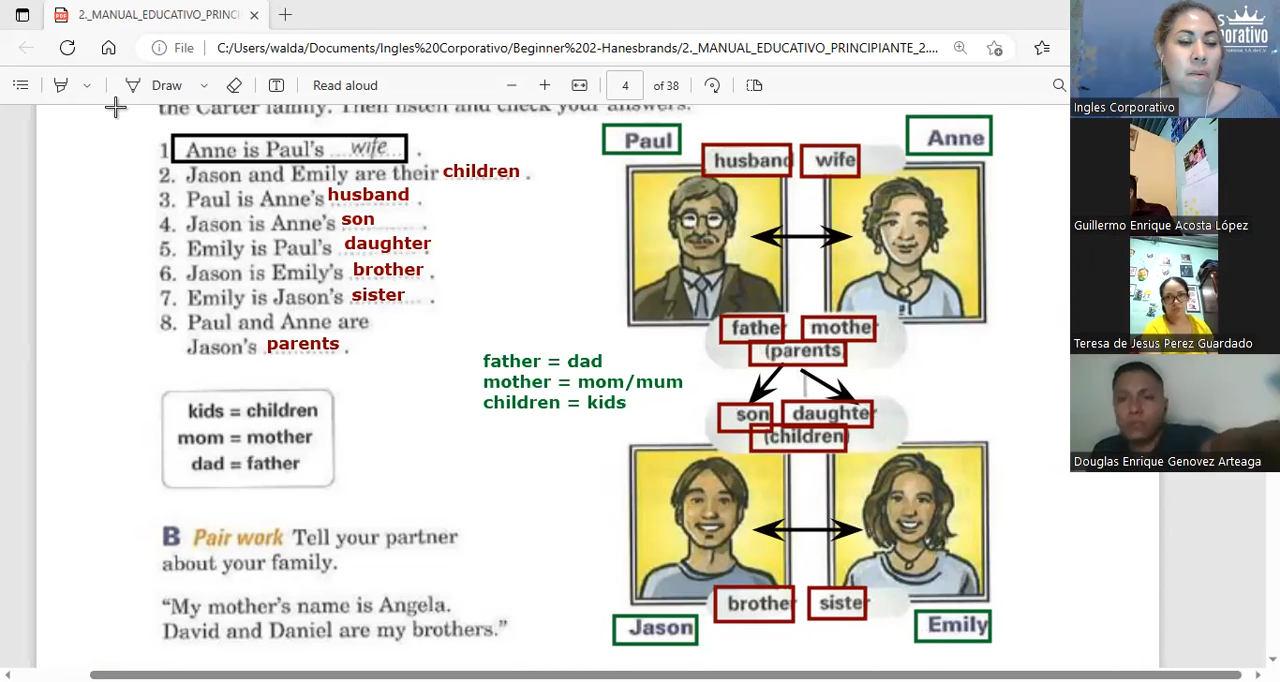 2._MANUAL_EDUCATIVO_PRINCI
File
C:/Users/walda/Documents/Ingles%20Corporativo/Beginner%202-Hanesbrands/2._MANUAL_EDUCATIVO_PRINCIPIANTE_2....
Draw
Read aloud
4
of 38
the Carter family. Then listen and check your answers.
1 Anne is Paul's wife .
2. Jason and Emily are their children .
3. Paul is Anne's husband .
4. Jason is Anne's son .
5. Emily is Paul's daughter .
6. Jason is Emily's brother .
7. Emily is Jason's sister .
8. Paul and Anne are
Jason's parents .
father = dad
mother = mom/mum
children = kids
kids = children
mom = mother
dad = father
B Pair work Tell your partner
about your family.
"My mother's name is Angela.
David and Daniel are my brothers."
Paul
Anne
husband
wife
father
mother
(parents
son
daughter
(children)
brother
sister
Jason
Emily
orporativo
Ingles Corporativo
Guillermo Enrique Acosta López
Teresa de Jesus Perez Guardado
Douglas Enrique Genovez Arteaga